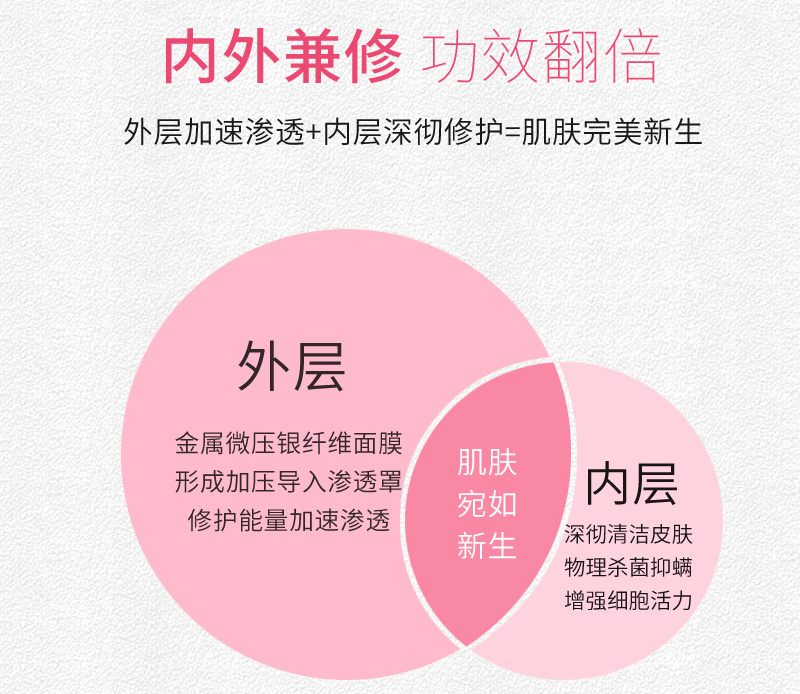 内外兼修 功效翻倍
外层加速渗透+内层深彻修护=肌肤完美新生
外层
金属微压银纤维面膜
形成加压导入渗透罩
修护能量加速渗透
肌肤
宛如
新生
内层
深彻清洁皮肤
物理杀菌抑螨
增强细胞活力